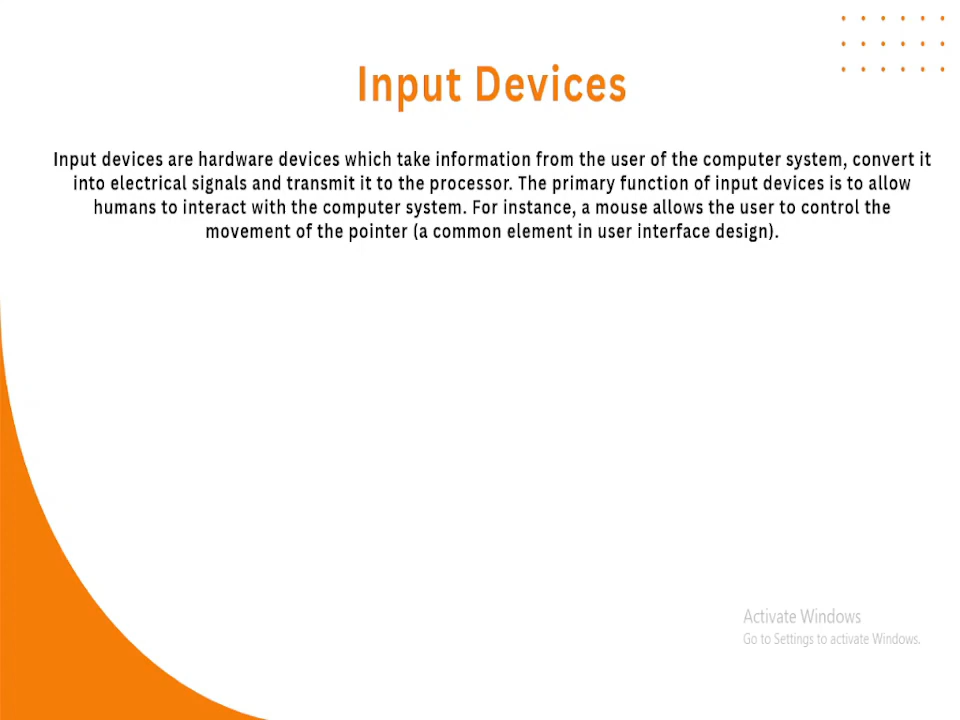 Input Devices
Input devices are hardware devices which take information from the user of the computer system, convert it
into electrical signals and transmit it to the processor. The primary function of input devices is to allow
humans to interact with the computer system. For instance, a mouse allows the user to control the
movement of the pointer (a common element in user interface design).
Activate Windows
Go to Settings to activate Windows.